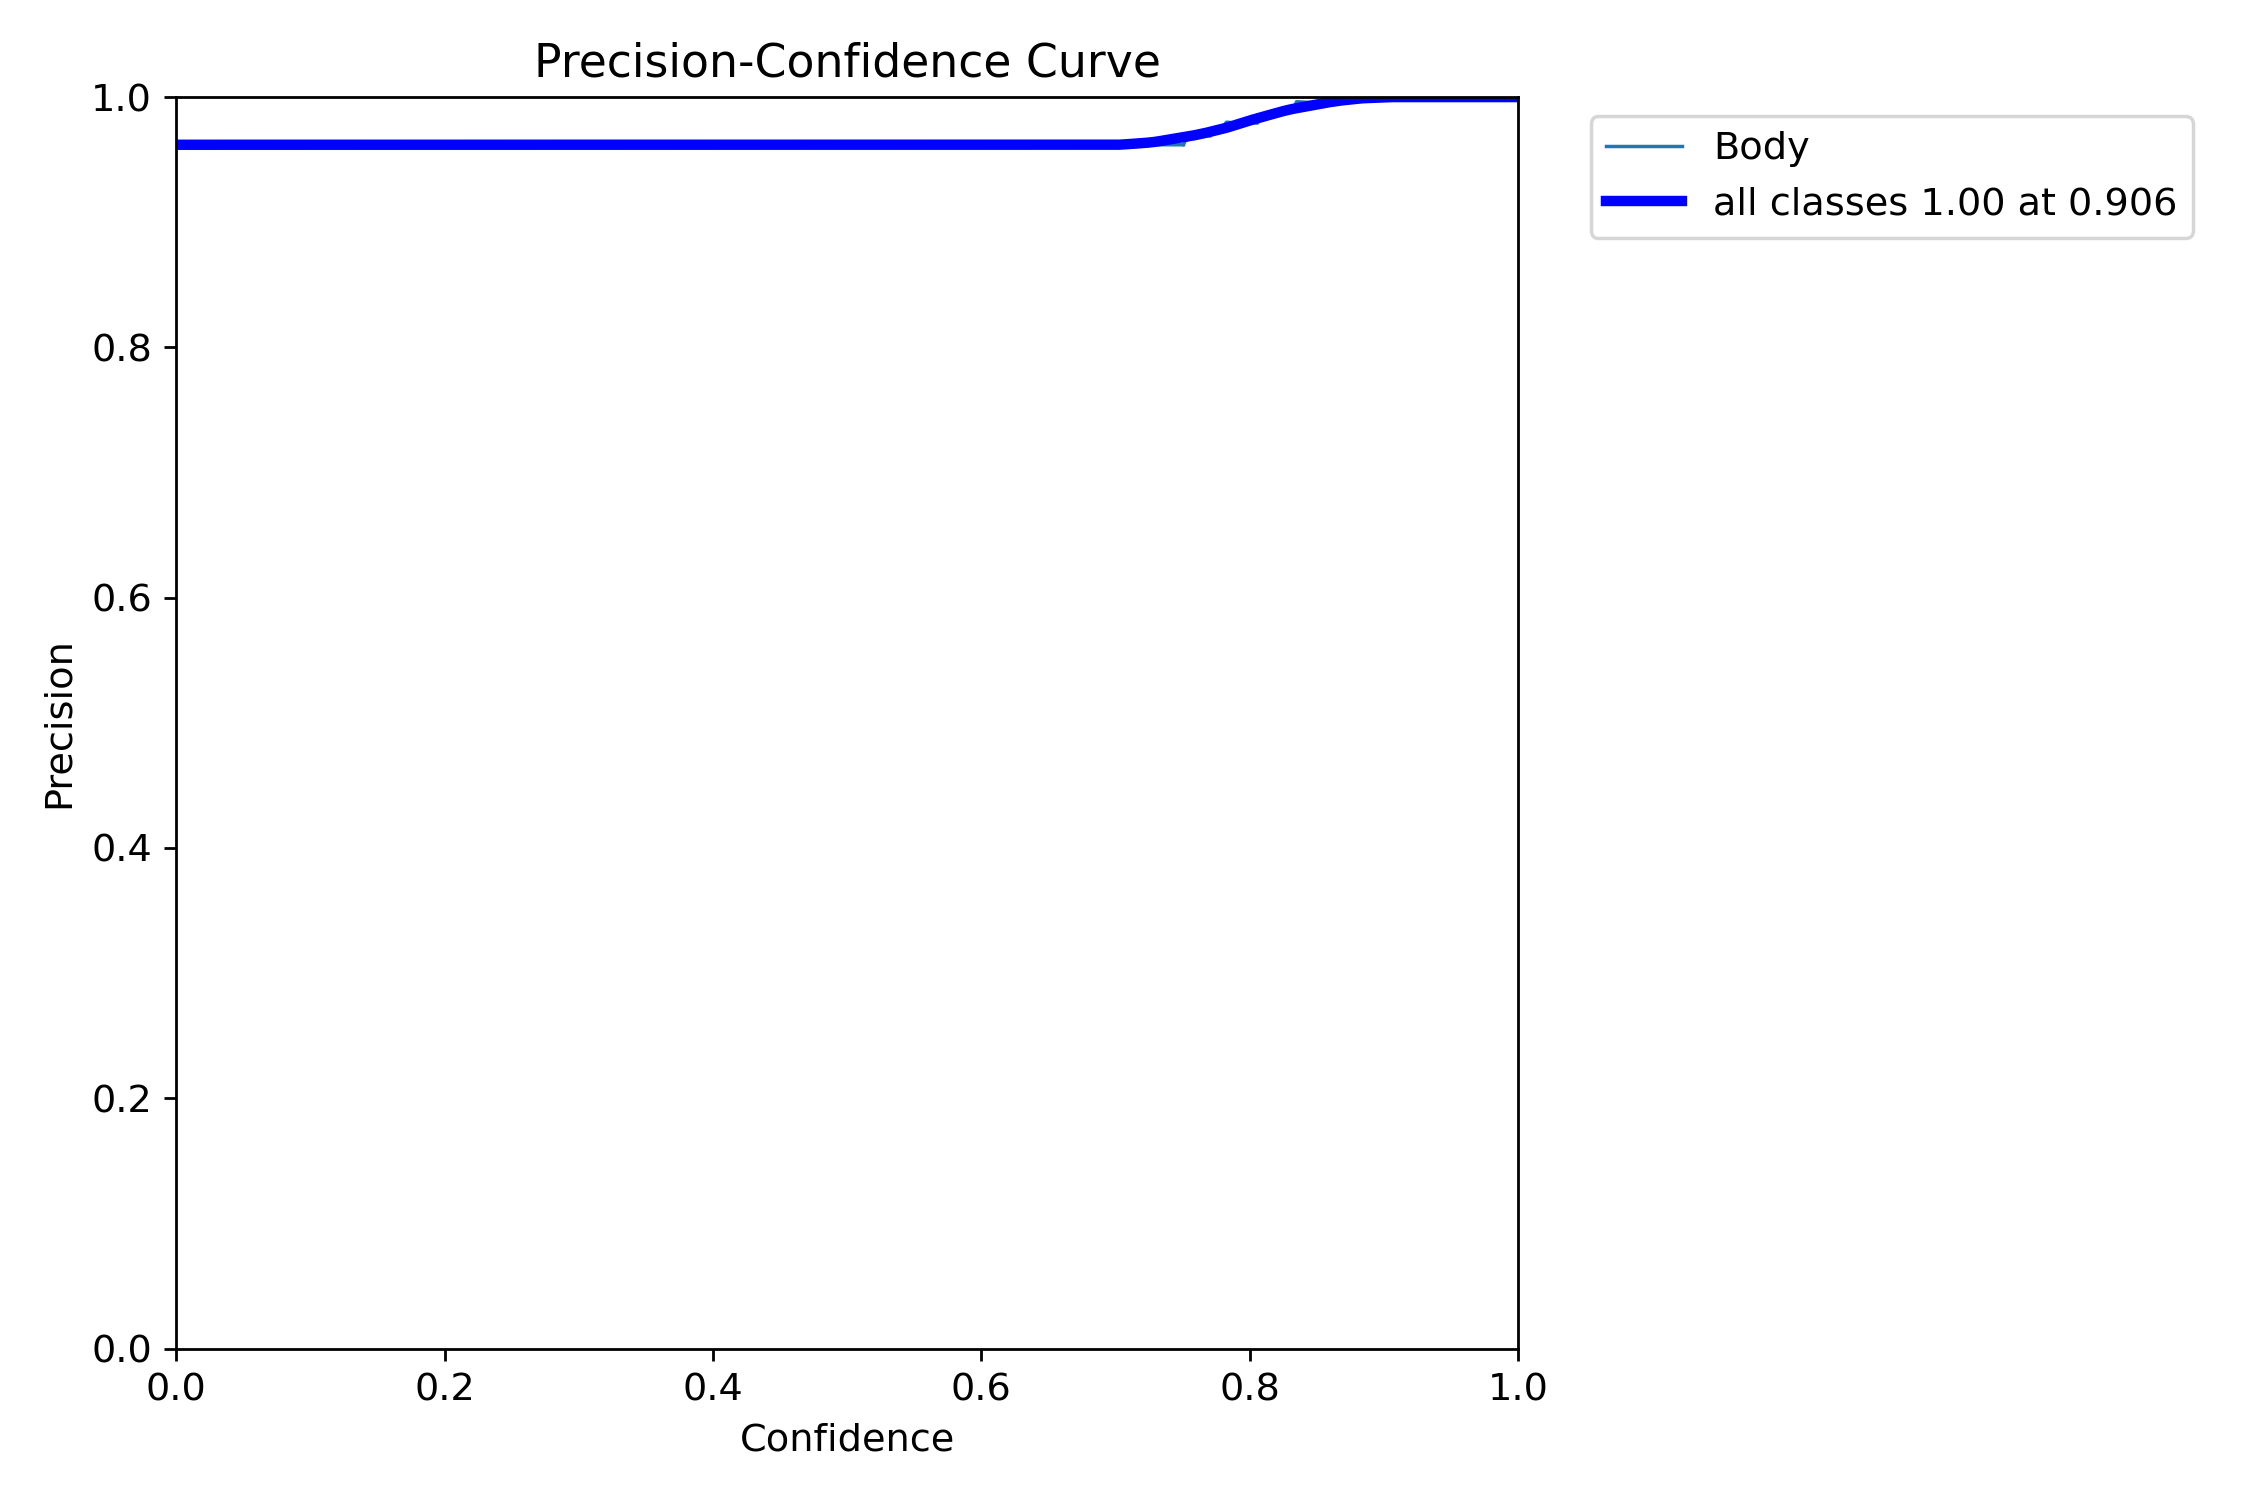 Precision-Confidence Curve
1.0
0.8
0.6
0.4
0.2
0.0
Precision
0.0 0.2 0.4 0.6 0.8 1.0
Confidence
Body
all classes 1.00 at 0.906